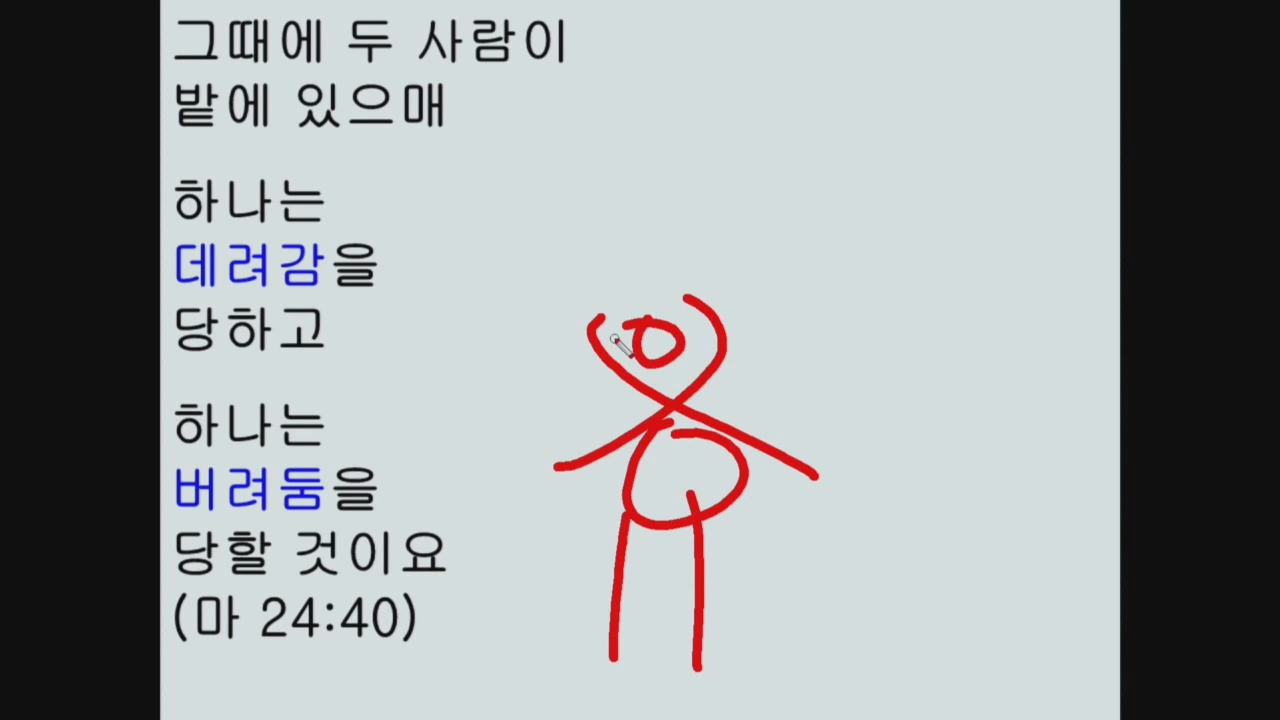 그때에 두 사람이
밭에 있으매
하나는
데려감을
당하고
하나는
버려둠을
당할 것이요
(마 24:40)